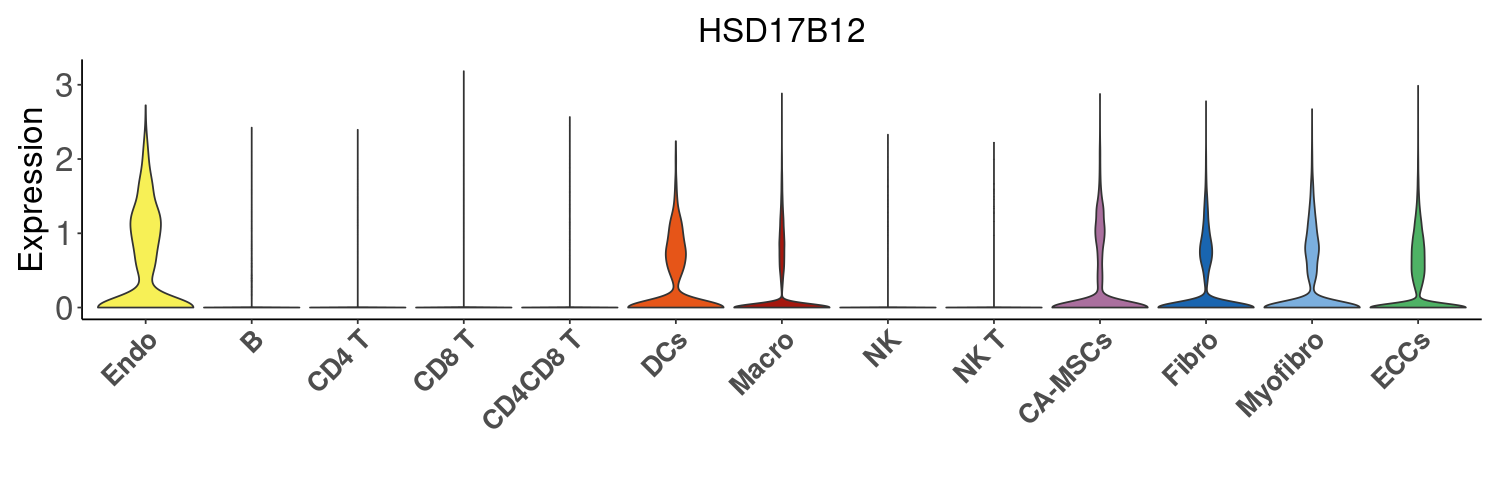 HSD17B12
Expression
3
2
1
0
Endo
B
CD4 T
CD8 T
CD4CD8 T
DCs
Macro
NK
NK T
CA-MSCs
Fibro
Myofibro
ECCs